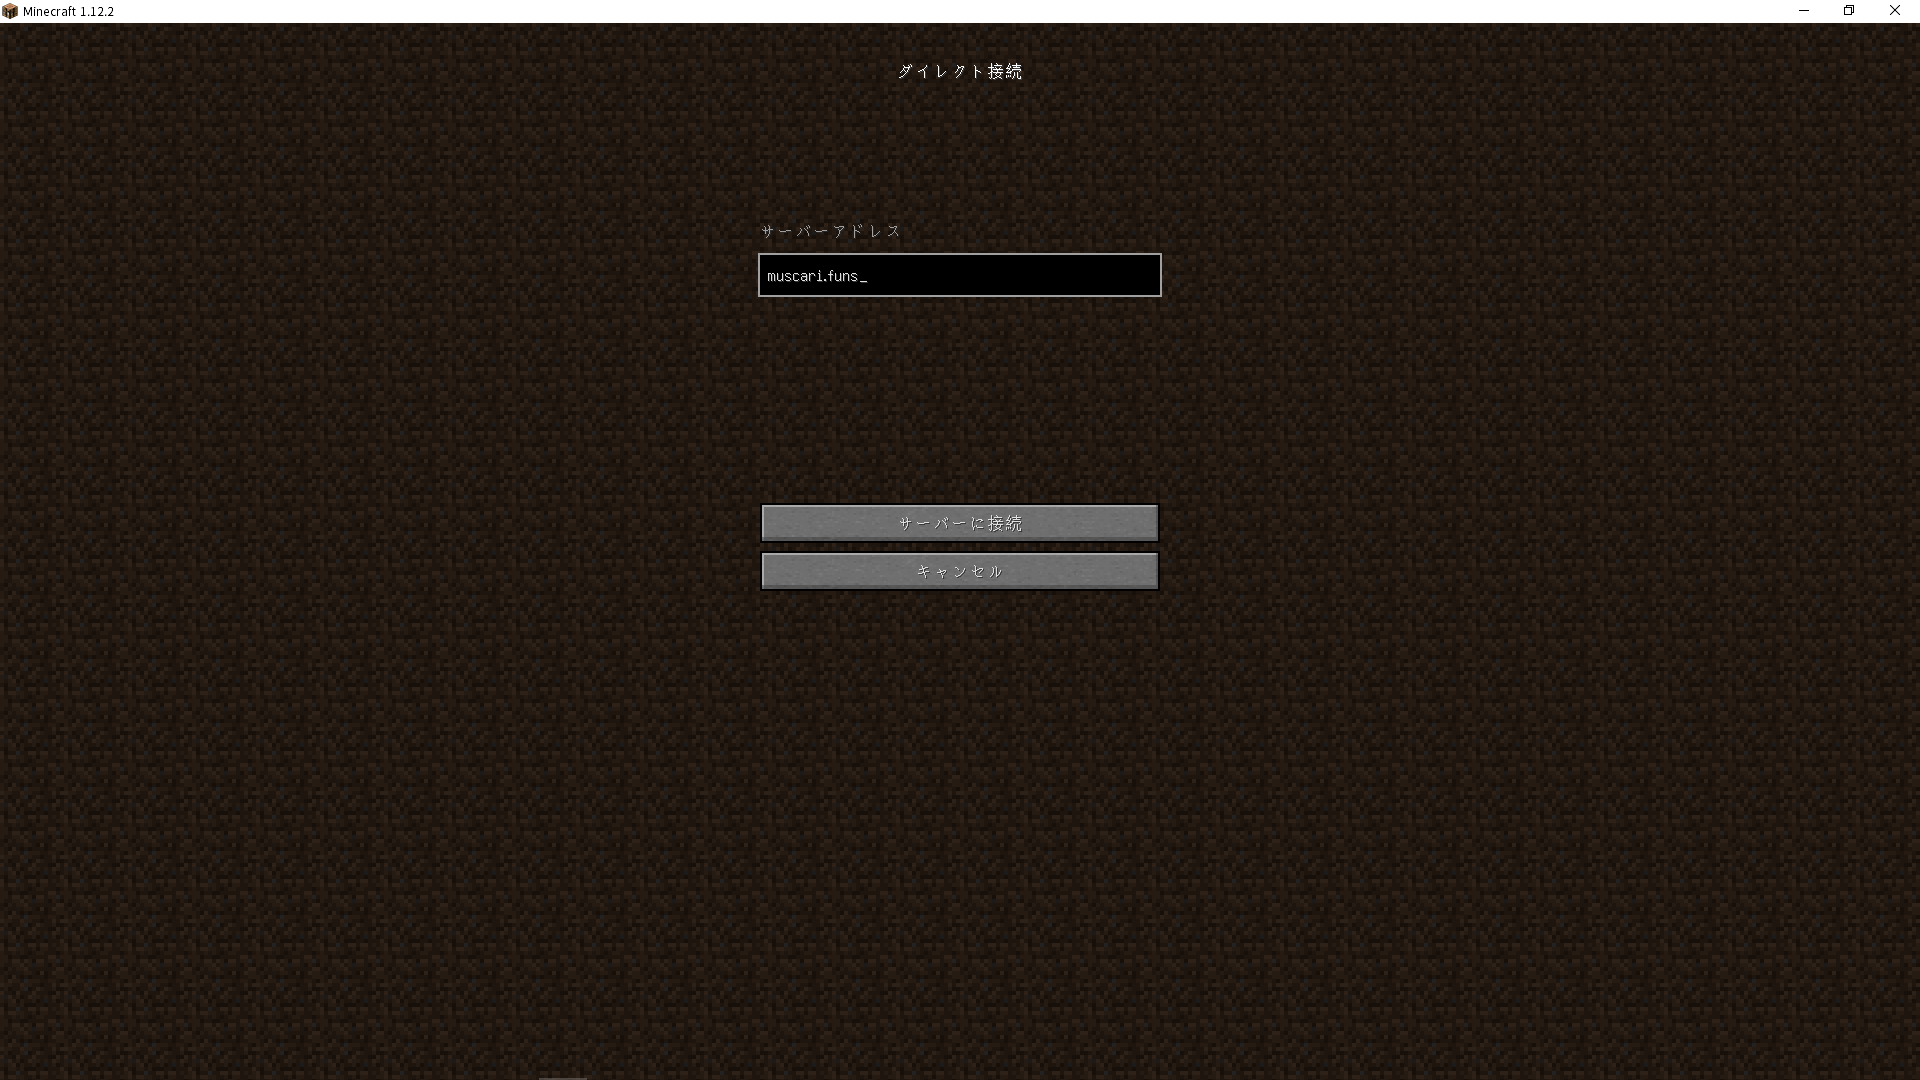 Minecraft 1.12.2
ダイレクト接続
サーバーアドレス
muscari.funs_
サーバーに接続
キャンセル